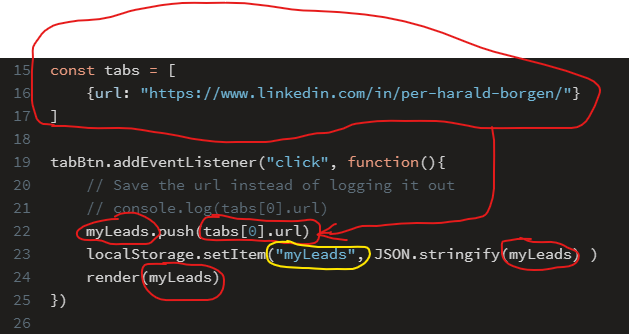 15 const tabs = [
16     {url: "https://www.linkedin.com/in/per-harald-borgen/"}
17 ]
18
19 tabBtn.addEventListener("click", function(){
20     // Save the url instead of logging it out
21     // console.log(tabs[0].url)
22     myLeads.push(tabs[0].url)
23     localStorage.setItem("myLeads", JSON.stringify(myLeads) )
24     render(myLeads)
25 })
26